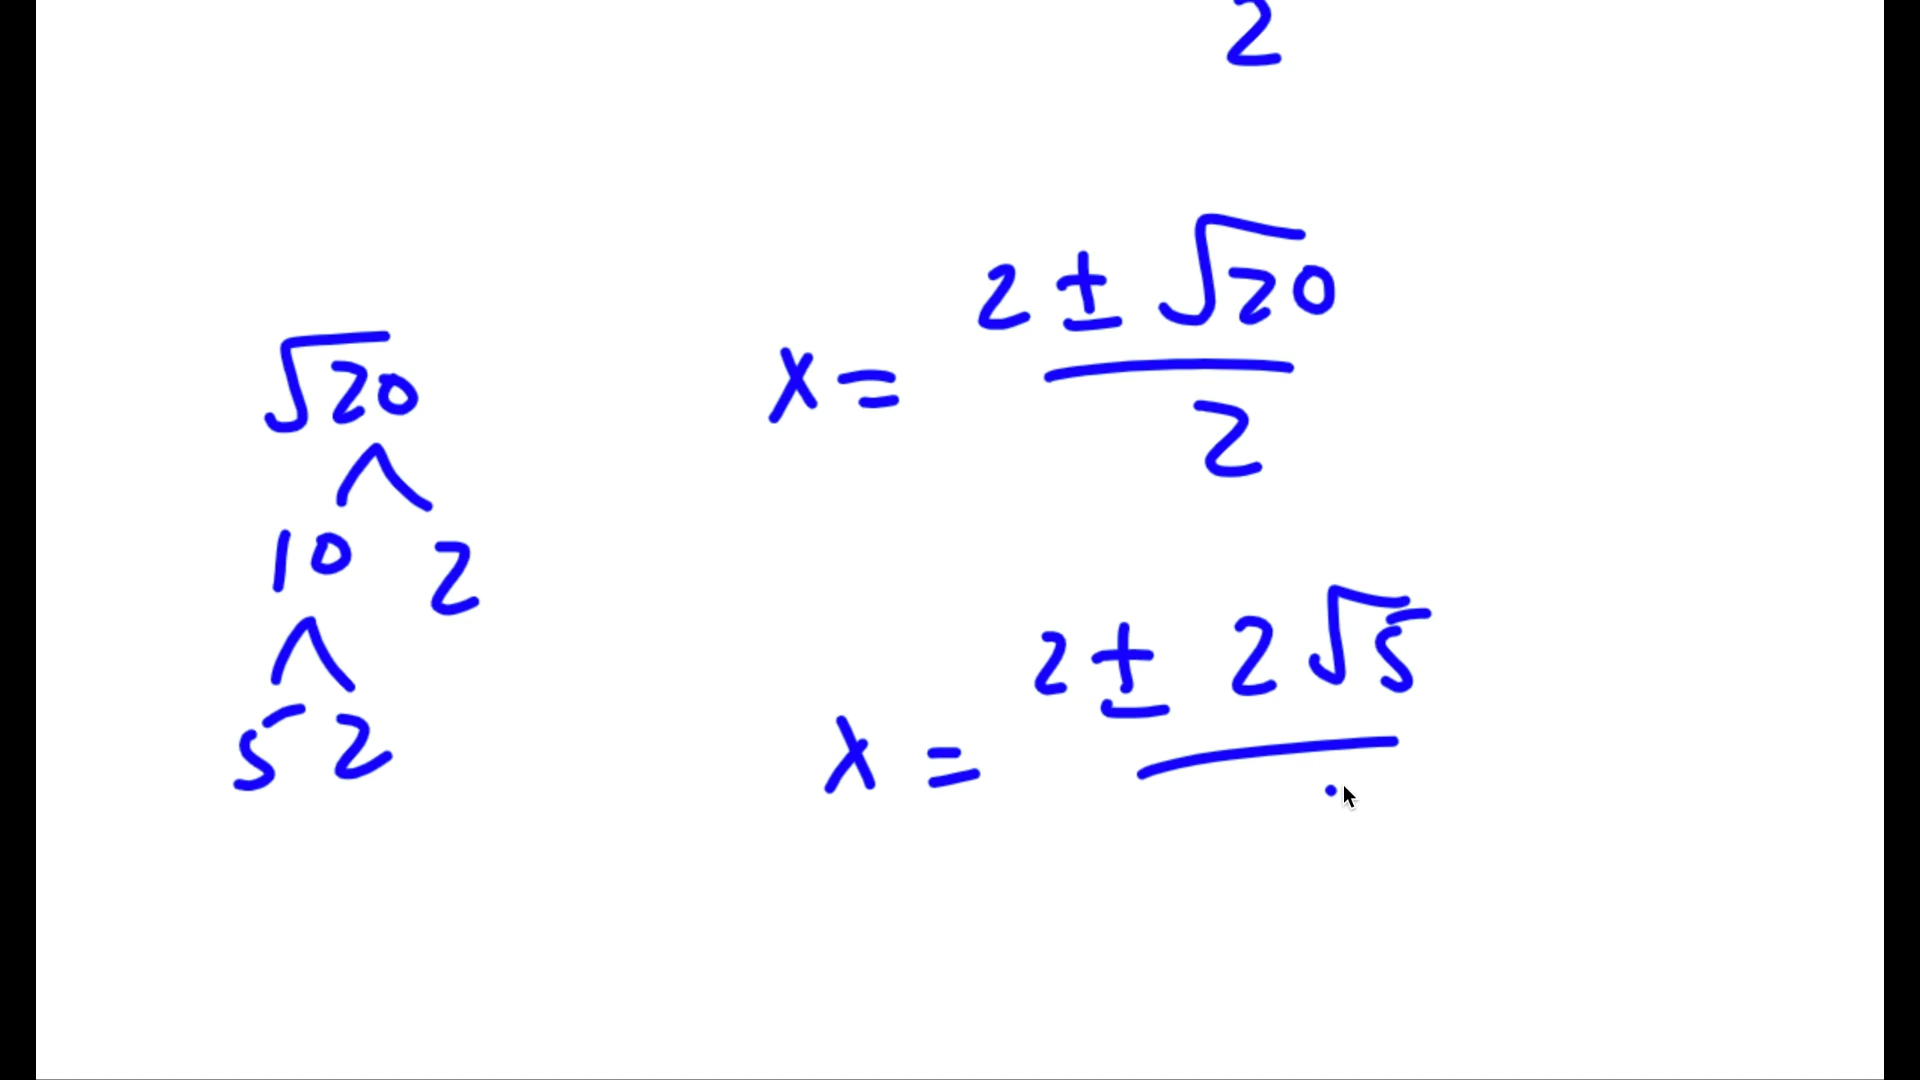 2
x = (2 ± √20) / 2
√20
10 2
5 2
x = (2 ± 2√5) /